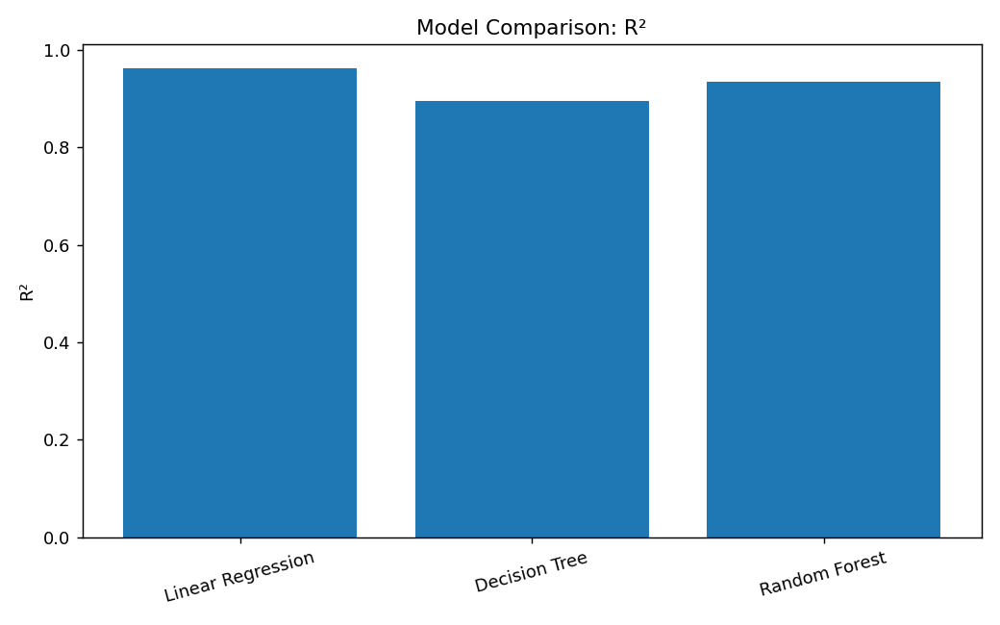 Model Comparison: R²
1.0
0.8
0.6
0.4
0.2
0.0
R²
Linear Regression
Decision Tree
Random Forest